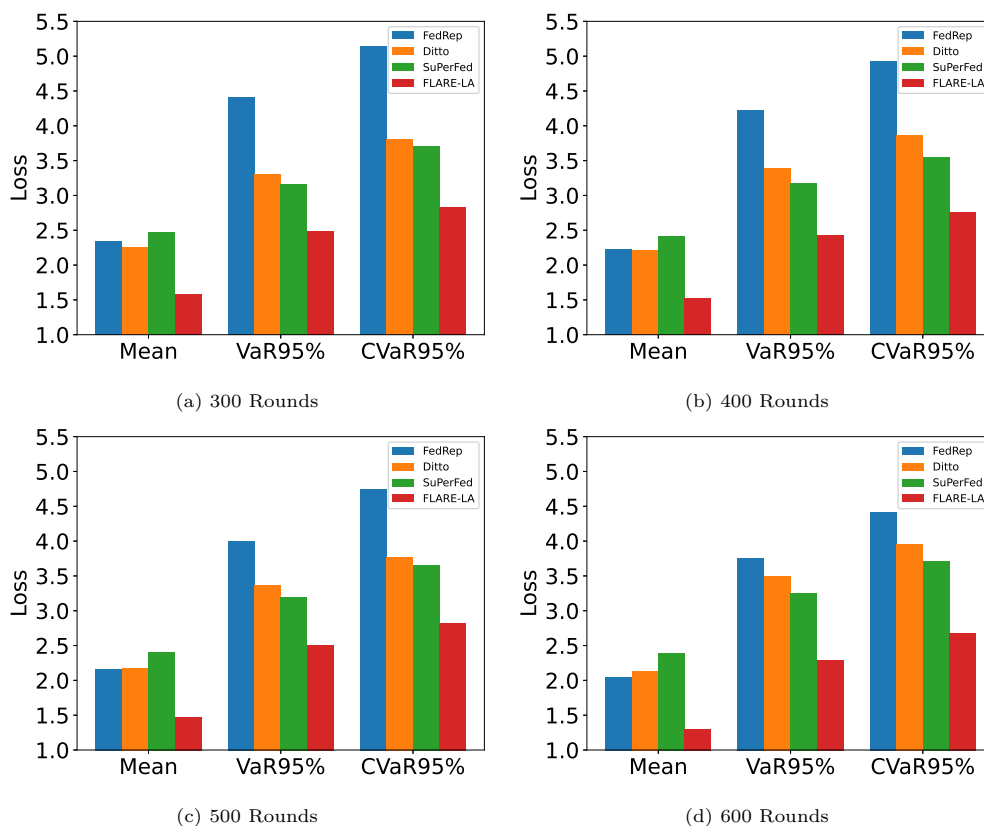 5.5
5.0
4.5
4.0
3.5
3.0
2.5
2.0
1.5
1.0
Loss
FedRep
Ditto
SuPerFed
FLARE-LA
Mean VaR95% CVaR95%
(a) 300 Rounds
5.5
5.0
4.5
4.0
3.5
3.0
2.5
2.0
1.5
1.0
Loss
FedRep
Ditto
SuPerFed
FLARE-LA
Mean VaR95% CVaR95%
(b) 400 Rounds
5.5
5.0
4.5
4.0
3.5
3.0
2.5
2.0
1.5
1.0
Loss
FedRep
Ditto
SuPerFed
FLARE-LA
Mean VaR95% CVaR95%
(c) 500 Rounds
5.5
5.0
4.5
4.0
3.5
3.0
2.5
2.0
1.5
1.0
Loss
FedRep
Ditto
SuPerFed
FLARE-LA
Mean VaR95% CVaR95%
(d) 600 Rounds